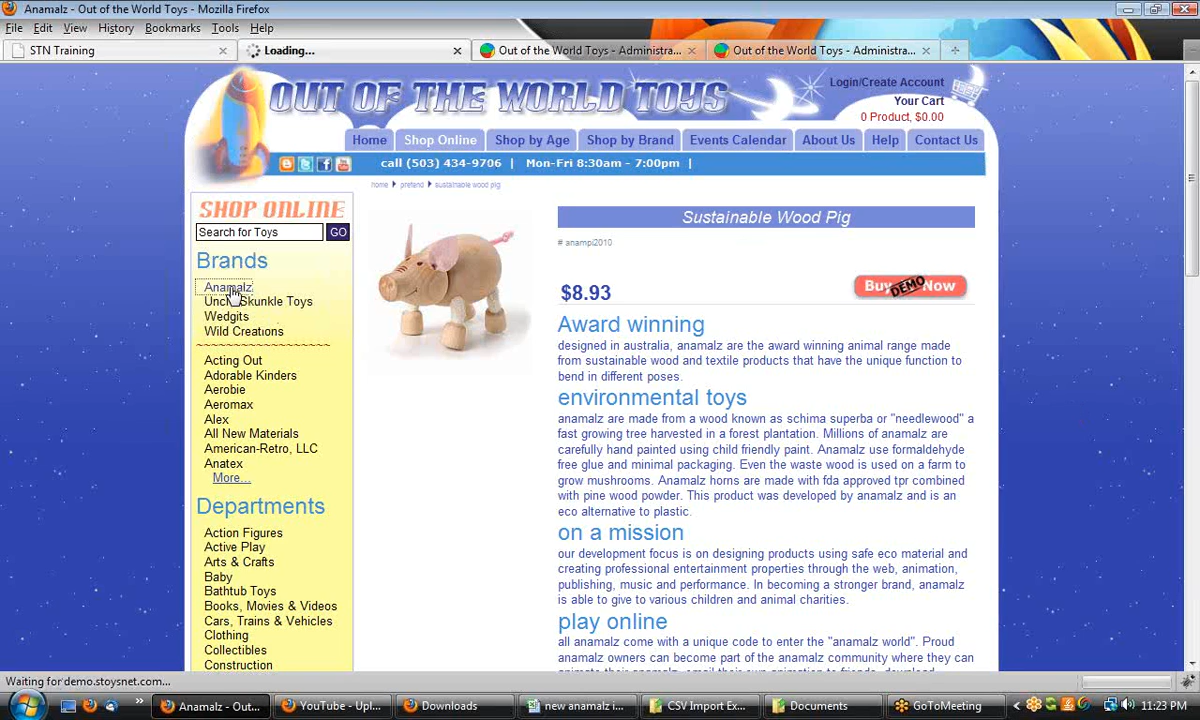 Anamalz - Out of the World Toys - Mozilla Firefox
File Edit View History Bookmarks Tools Help
STN Training
Loading...
Out of the World Toys - Administra...
Out of the World Toys - Administra...
OUT OF THE WORLD TOYS
Login/Create Account
Your Cart
0 Product, $0.00
Home Shop Online Shop by Age Shop by Brand Events Calendar About Us Help Contact Us
call (503) 434-9706 | Mon-Fri 8:30am - 7:00pm |
home pretend sustainable wood pig
SHOP ONLINE
Search for Toys GO
Brands
Anamalz
Uncle Skunkle Toys
Wedgits
Wild Creations
~~~~~~~~~~~~~~~~~~
Acting Out
Adorable Kinders
Aerobie
Aeromax
Alex
All New Materials
American-Retro, LLC
Anatex
More...
Departments
Action Figures
Active Play
Arts & Crafts
Baby
Bathtub Toys
Books, Movies & Videos
Cars, Trains & Vehicles
Clothing
Collectibles
Construction
Sustainable Wood Pig
# anampi2010
$8.93
Buy Now
DEMO
Award winning
designed in australia, anamalz are the award winning animal range made
from sustainable wood and textile products that have the unique function to
bend in different poses.
environmental toys
anamalz are made from a wood known as schima superba or "needlewood" a
fast growing tree harvested in a forest plantation. Millions of anamalz are
carefully hand painted using child friendly paint. Anamalz use formaldehyde
free glue and minimal packaging. Even the waste wood is used on a farm to
grow mushrooms. Anamalz horns are made with fda approved tpr combined
with pine wood powder. This product was developed by anamalz and is an
eco alternative to plastic.
on a mission
our development focus is on designing products using safe eco material and
creating professional entertainment properties through the web, animation,
publishing, music and performance. In becoming a stronger brand, anamalz
is able to give to various children and animal charities.
play online
all anamalz come with a unique code to enter the "anamalz world". Proud
anamalz owners can become part of the anamalz community where they can
Waiting for demo.stoysnet.com...
Anamalz - Out... YouTube - Upl... Downloads new anamalz i... CSV Import Ex... Documents GoToMeeting 11:23 PM